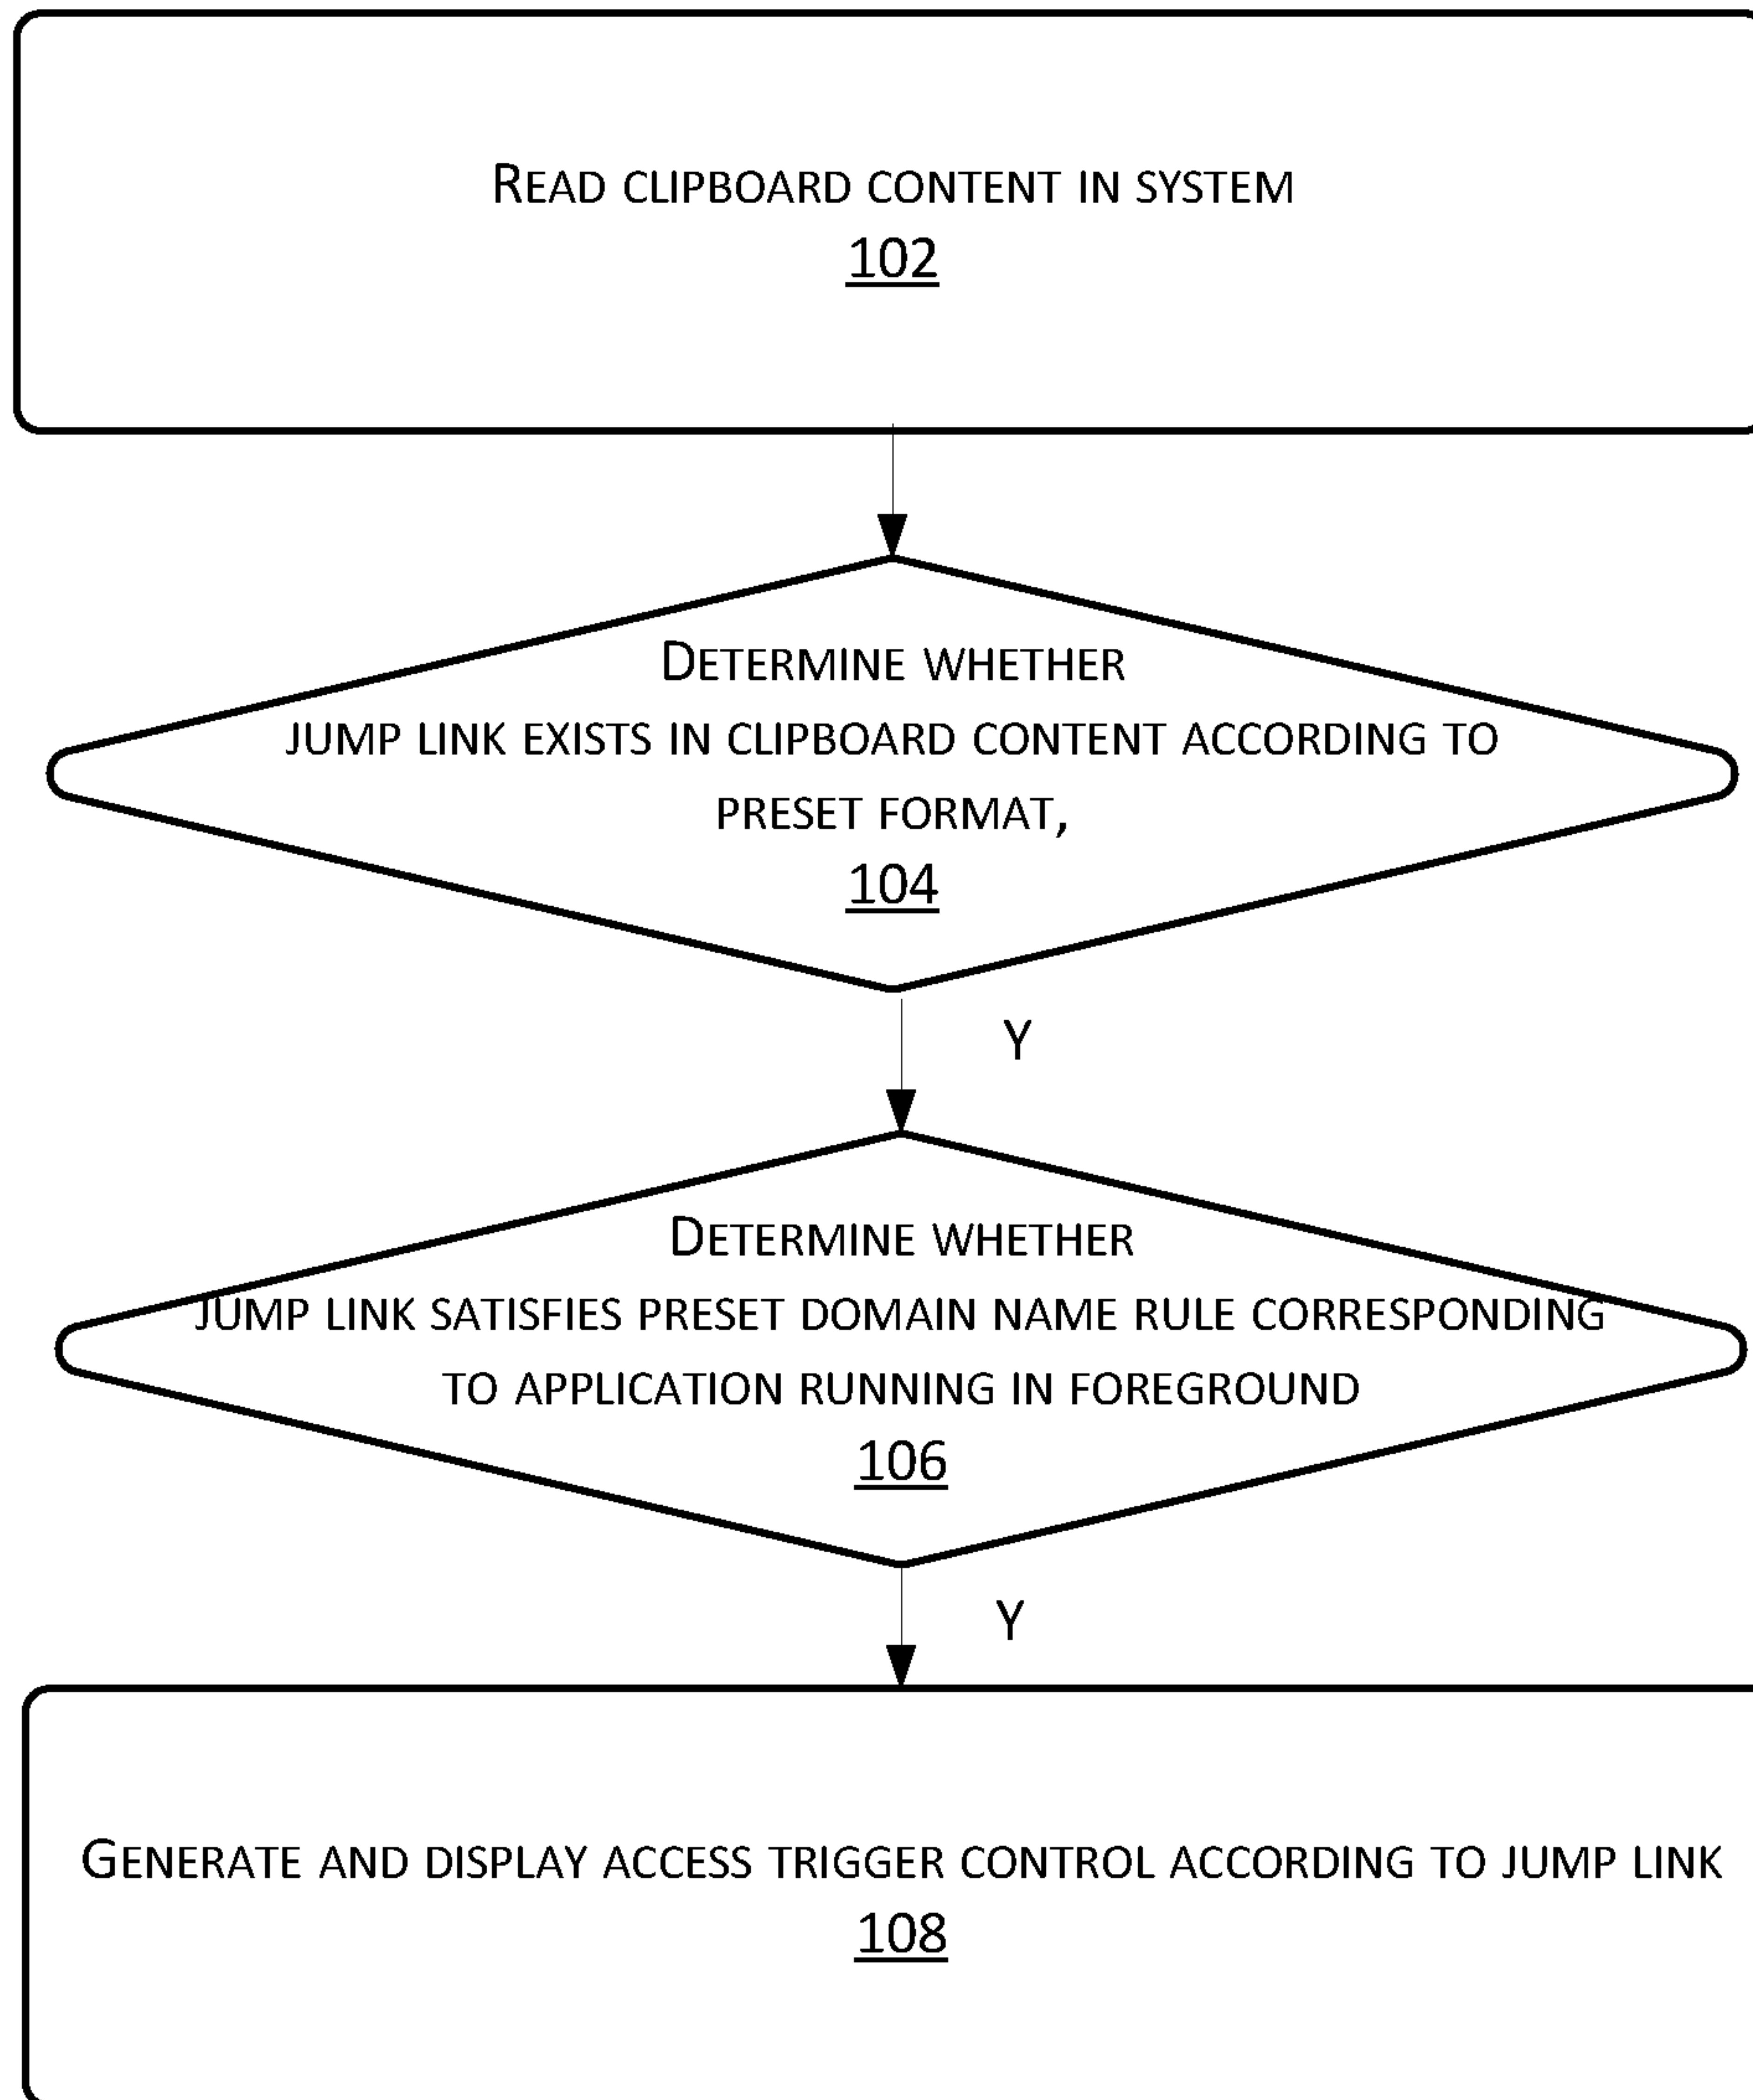 READ CLIPBOARD CONTENT IN SYSTEM
102
DETERMINE WHETHER
JUMP LINK EXISTS IN CLIPBOARD CONTENT ACCORDING TO
PRESET FORMAT,
104
Y
DETERMINE WHETHER
JUMP LINK SATISFIES PRESET DOMAIN NAME RULE CORRESPONDING
TO APPLICATION RUNNING IN FOREGROUND
106
Y
GENERATE AND DISPLAY ACCESS TRIGGER CONTROL ACCORDING TO JUMP LINK
108